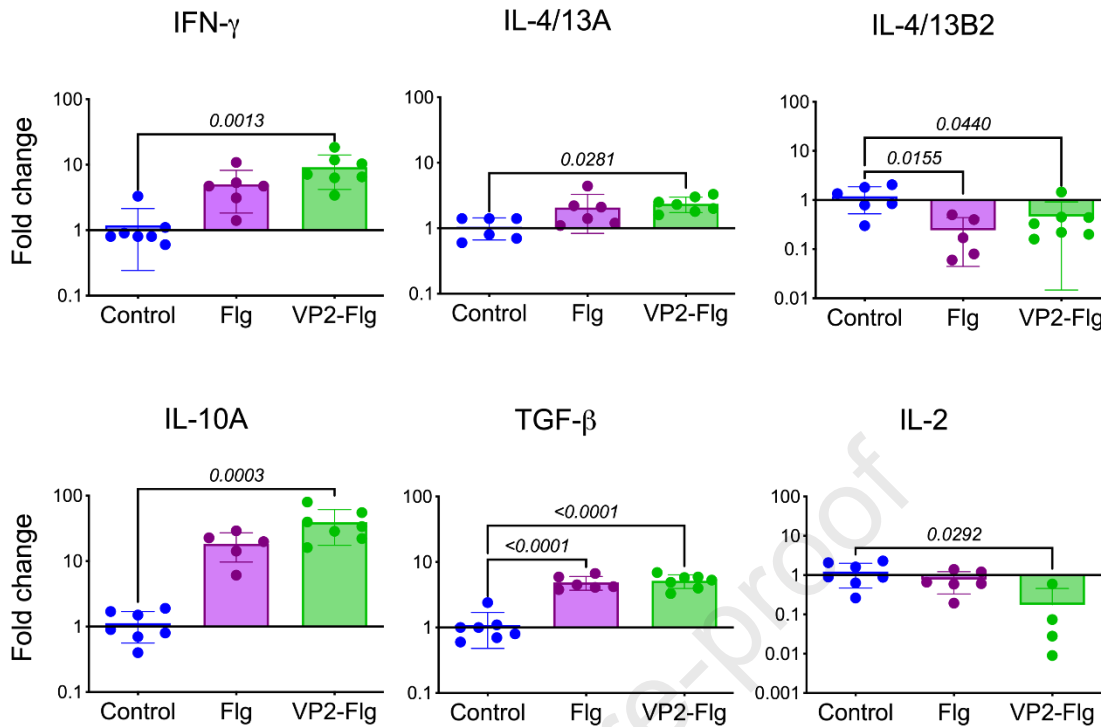 IFN-γ
Fold change
100
10
1
0.1
0.0013
Control
Flg
VP2-Flg
IL-4/13A
100
10
1
0.1
0.0281
Control
Flg
VP2-Flg
IL-4/13B2
100
10
1
0.1
0.01
0.0440
0.0155
Control
Flg
VP2-Flg
IL-10A
Fold change
100
10
1
0.1
0.0003
Control
Flg
VP2-Flg
TGF-β
100
10
1
0.1
<0.0001
<0.0001
Control
Flg
VP2-Flg
IL-2
100
10
1
0.1
0.01
0.001
0.0292
Control
Flg
VP2-Flg
re-proof